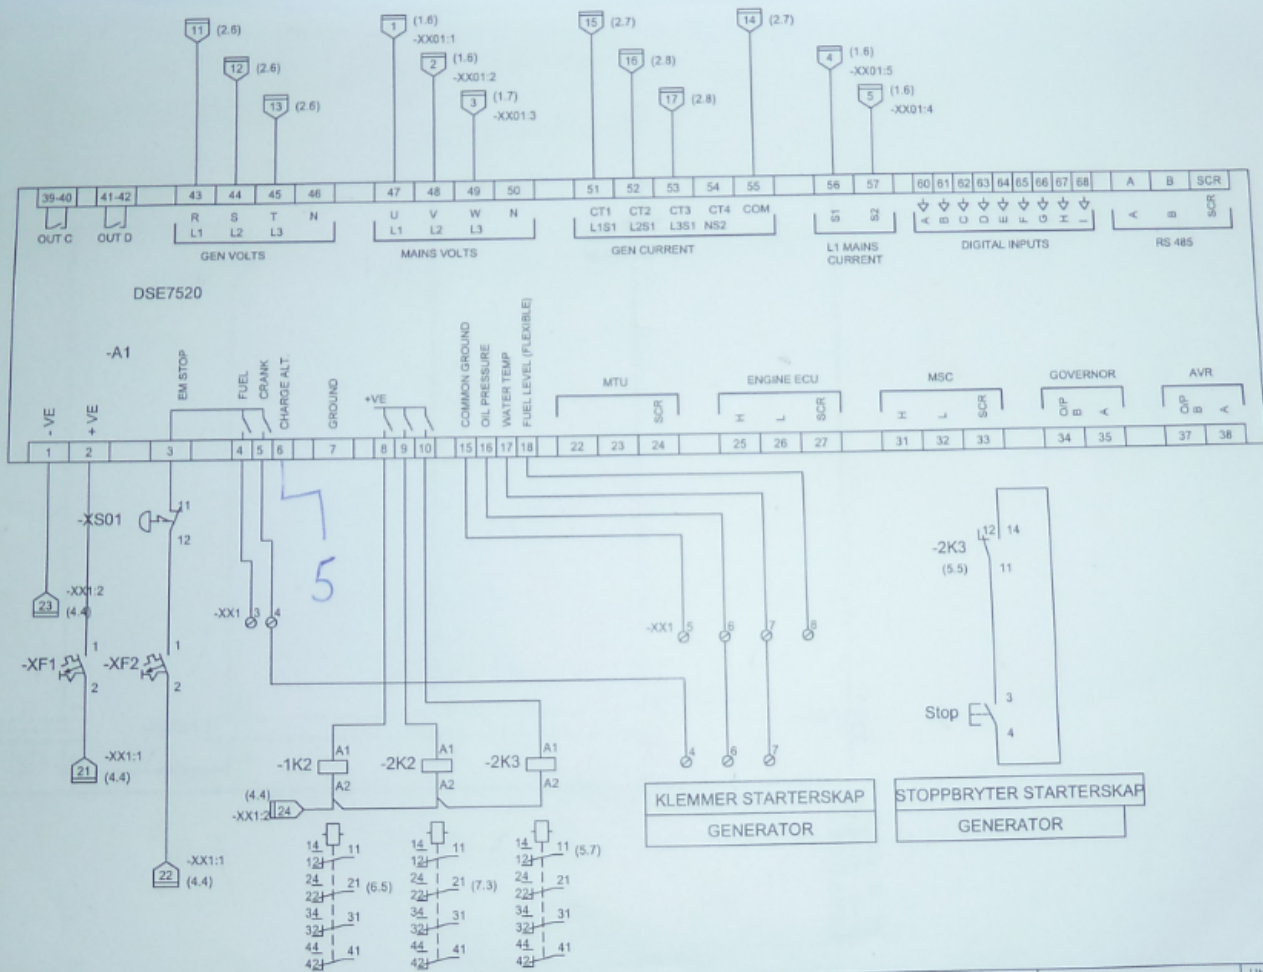 11 (2.6)
12 (2.6)
13 (2.6)
1 (1.6)
-XX01:1
2 (1.6)
-XX01:2
3 (1.7)
-XX01:3
15 (2.7)
16 (2.8)
17 (2.8)
14 (2.7)
4 (1.6)
-XX01:5
5 (1.6)
-XX01:4
39-40 41-42 43 44 45 46 47 48 49 50 51 52 53 54 55 56 57 60 61 62 63 64 65 66 67 68 A B SCR
OUT C OUT D
R S T N
L1 L2 L3
GEN VOLTS
U V W N
L1 L2 L3
MAINS VOLTS
CT1 CT2 CT3 CT4 COM
L1S1 L2S1 L3S1 NS2
GEN CURRENT
S1 S2
L1 MAINS
CURRENT
A B C D E F G H I
DIGITAL INPUTS
A B SCR
RS 485
DSE7520
-A1
- VE
+ VE
EM STOP
FUEL
CRANK
CHARGE ALT.
GROUND
+VE
COMMON GROUND
OIL PRESSURE
WATER TEMP
FUEL LEVEL (FLEXIBLE)
MTU
SCR
ENGINE ECU
H L SCR
MSC
H L SCR
GOVERNOR
O/P
B A
AVR
O/P
B A
1 2 3 4 5 6 7 8 9 10 15 16 17 18 22 23 24 25 26 27 31 32 33 34 35 37 38
5
-XS01
11
12
-XX1:2
23 (4.4)
-XX1 3 4
-XF1 1
2
-XF2 1
2
-XX1:1
21
(4.4)
-XX1:1
22 (4.4)
-XX1 5 6 7 8
4 6 7
-1K2 A1
A2
-2K2 A1
A2
-2K3 A1
A2
(4.4)
-XX1:2 24
14 11
12
24 21 (6.5)
22
34 31
32
44 41
42
14 11
12
24 21 (7.3)
22
34 31
32
44 41
42
14 11 (5.7)
12
24 21
22
34 31
32
44 41
42
-2K3
(5.5)
12 14
11
Stop
3
4
KLEMMER STARTERSKAP
GENERATOR
STOPPBRYTER STARTERSKAP
GENERATOR